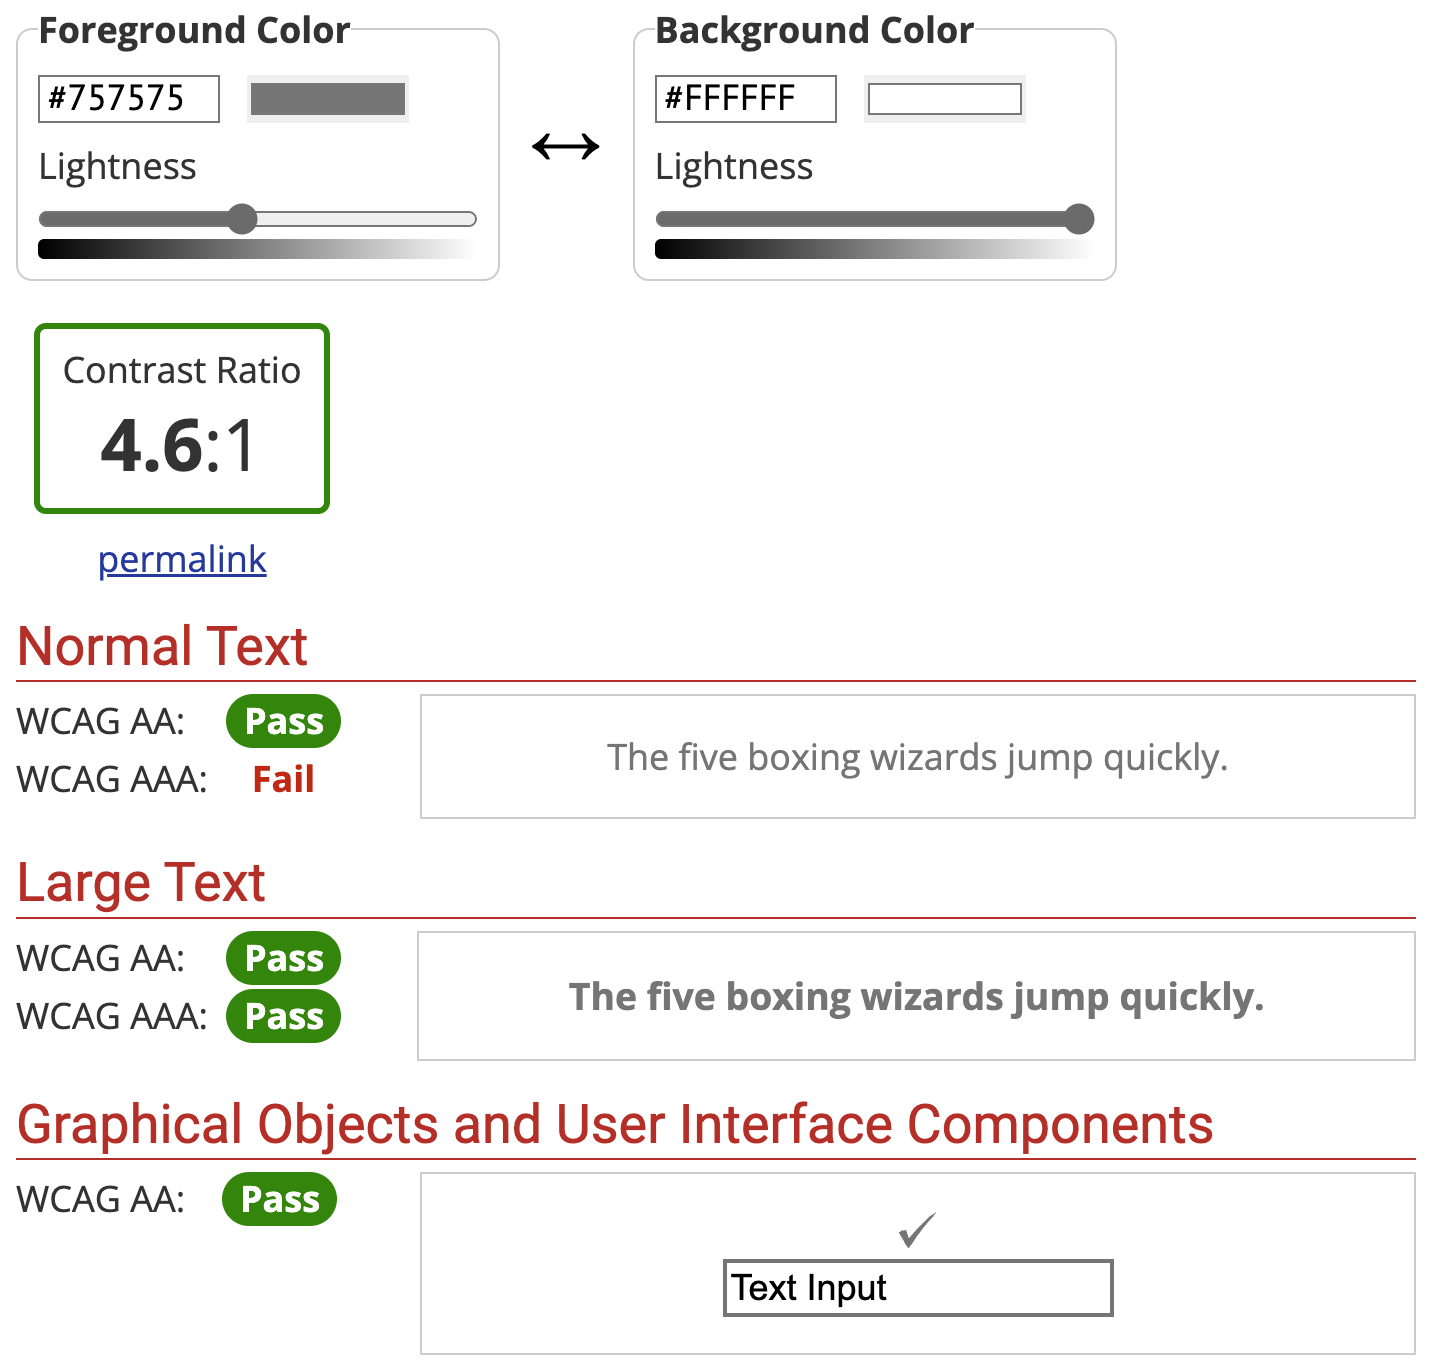 Foreground Color
Background Color
#757575
#FFFFFF
Lightness
Lightness
Contrast Ratio
4.6:1
permalink
Normal Text
WCAG AA: Pass
WCAG AAA: Fail
The five boxing wizards jump quickly.
Large Text
WCAG AA: Pass
WCAG AAA: Pass
The five boxing wizards jump quickly.
Graphical Objects and User Interface Components
WCAG AA: Pass
Text Input